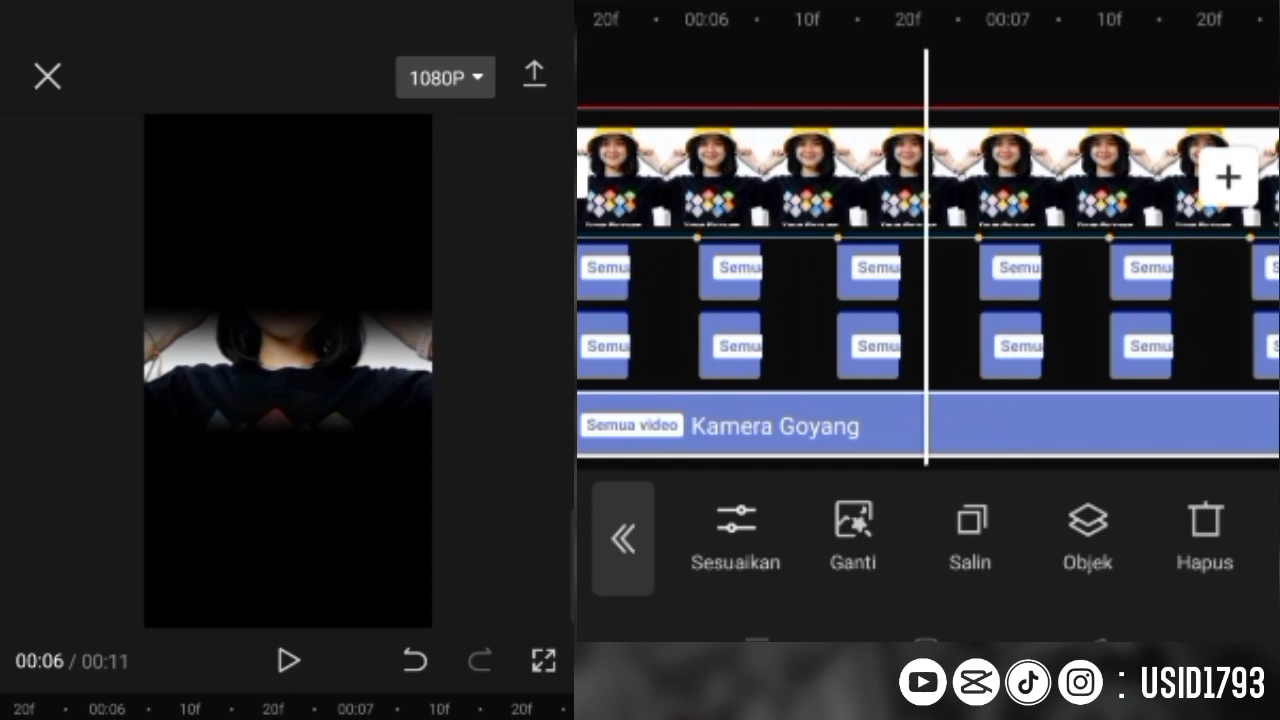 1080P
00:06 / 00:11
20f 00:06 10f 20f 00:07 10f 20f
20f 00:06 10f 20f 00:07 10f 20f
Semu Semu Semu Semu Semu S
Semu Semu Semu Semu Semu S
Semua video Kamera Goyang
Sesuaikan Ganti Salin Objek Hapus
: USID1793